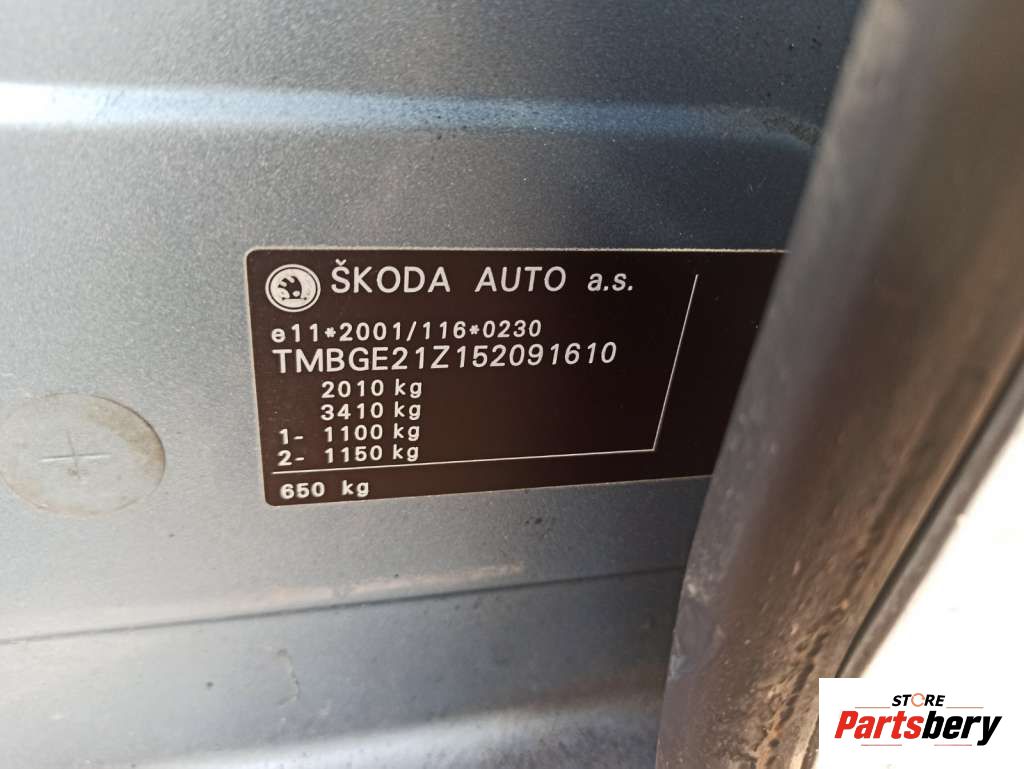 ŠKODA AUTO a.s.
e11*2001/116*0230
TMBGE21Z152091610
2010 kg
3410 kg
1- 1100 kg
2- 1150 kg
650 kg
STORE
Partsbery